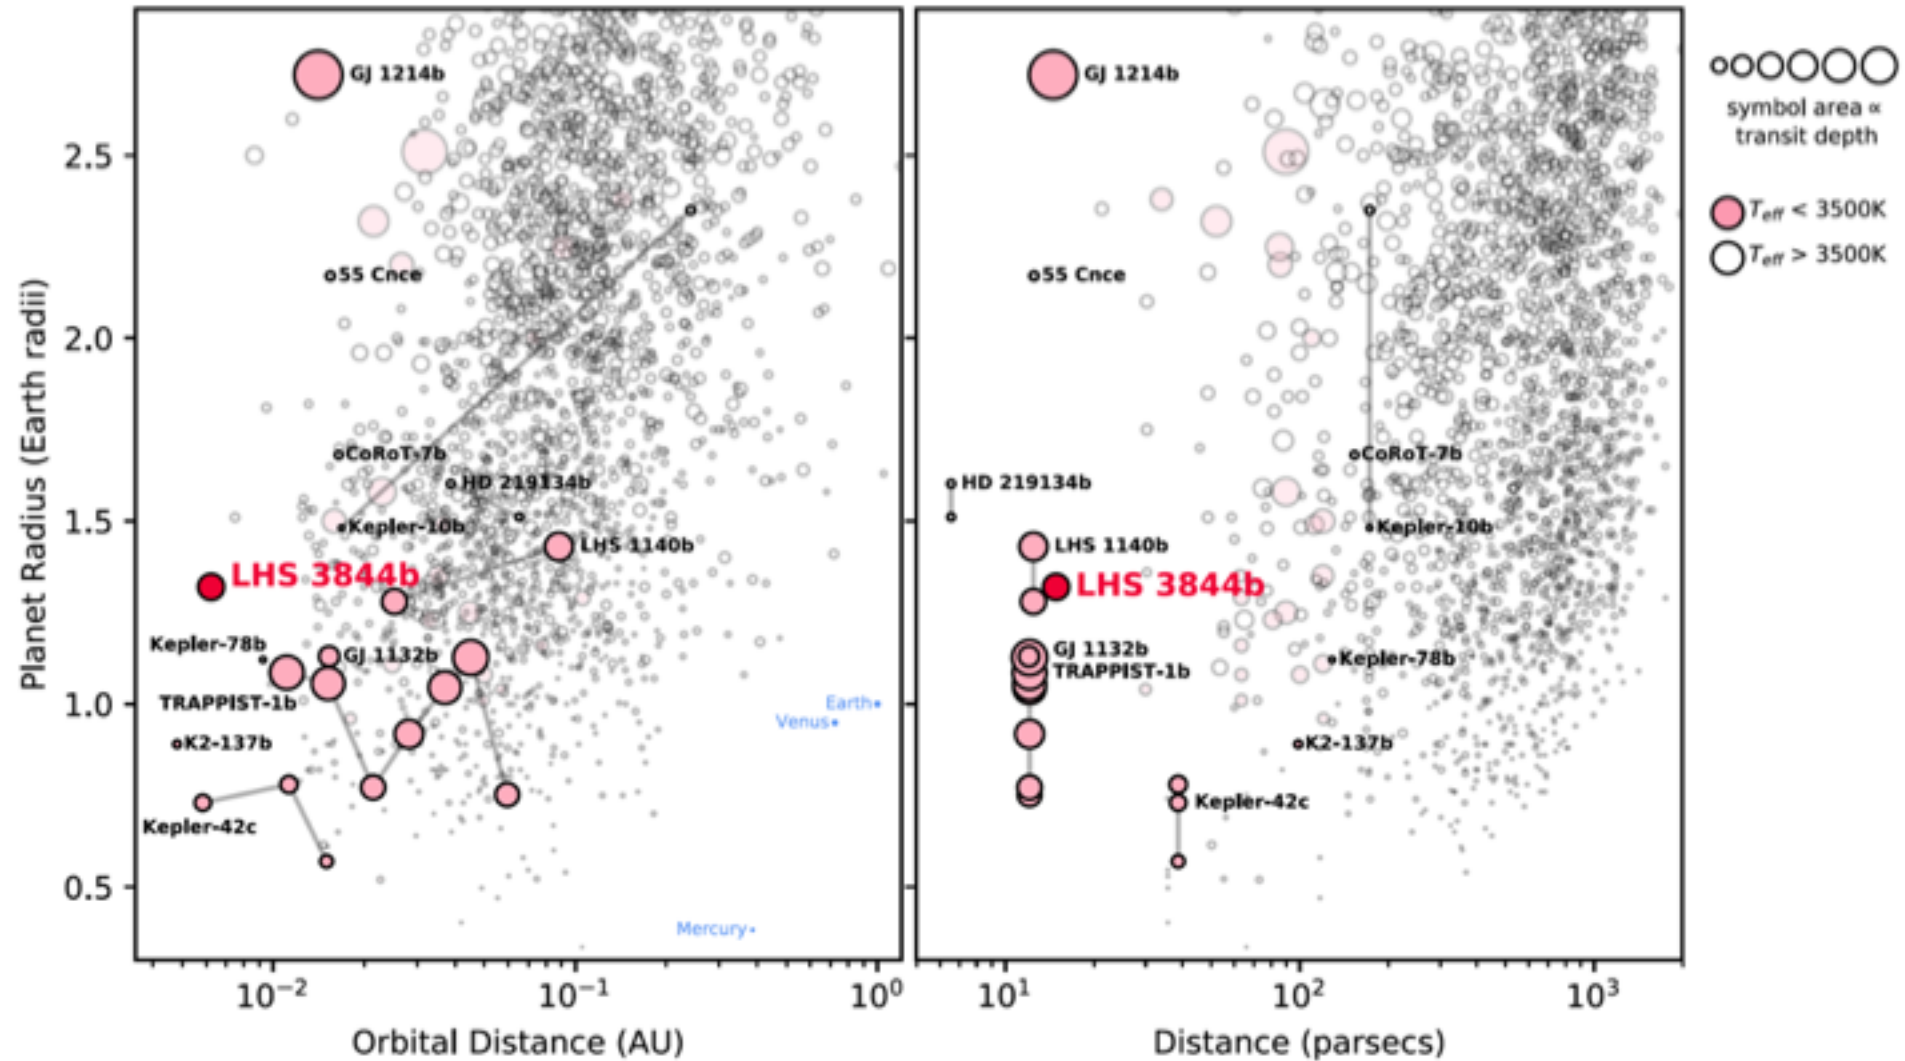 Planet Radius (Earth radii)
2.5
2.0
1.5
1.0
0.5
GJ 1214b
55 Cnce
CoRoT-7b
HD 219134b
Kepler-10b
LHS 1140b
LHS 3844b
Kepler-78b
GJ 1132b
TRAPPIST-1b
K2-137b
Kepler-42c
Earth
Venus
Mercury
10⁻² 10⁻¹ 10⁰
Orbital Distance (AU)
GJ 1214b
55 Cnce
CoRoT-7b
HD 219134b
Kepler-10b
LHS 1140b
LHS 3844b
GJ 1132b
Kepler-78b
TRAPPIST-1b
K2-137b
Kepler-42c
10¹ 10² 10³
Distance (parsecs)
symbol area ∝
transit depth
T_eff < 3500K
T_eff > 3500K